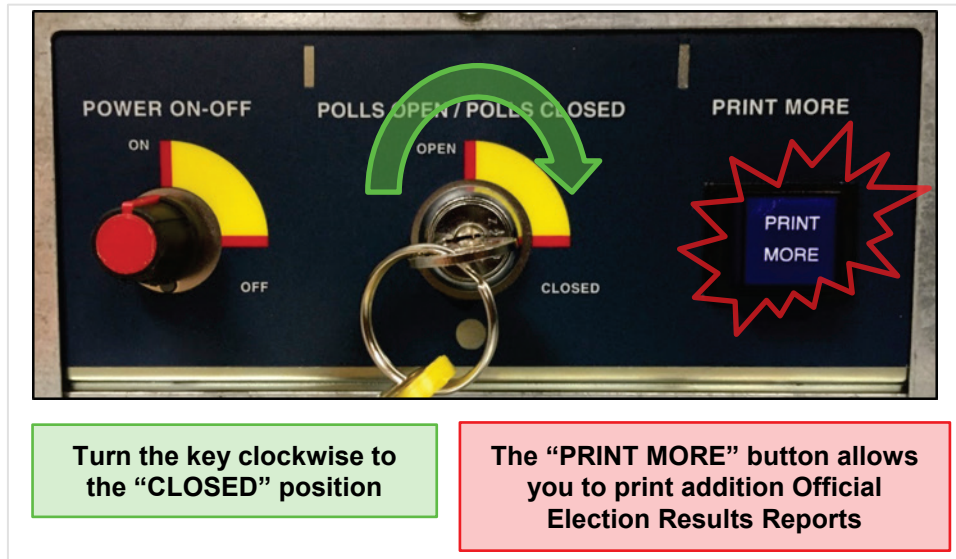 POWER ON-OFF
ON
OFF
POLLS OPEN / POLLS CLOSED
OPEN
CLOSED
PRINT MORE
PRINT
MORE
Turn the key clockwise to
the “CLOSED” position
The “PRINT MORE” button allows
you to print addition Official
Election Results Reports